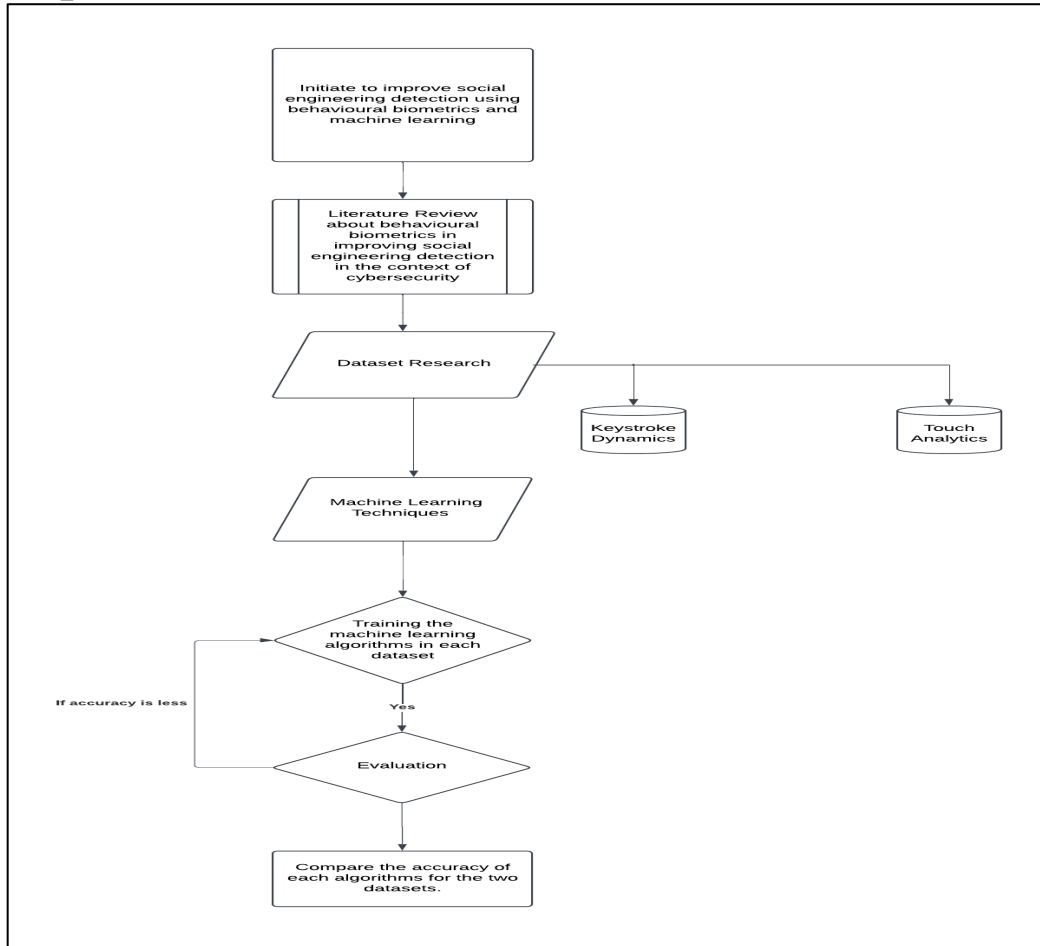 Initiate to improve social
engineering detection using
behavioural biometrics and
machine learning
Literature Review
about behavioural
biometrics in
improving social
engineering detection
in the context of
cybersecurity
Dataset Research
Keystroke
Dynamics
Touch
Analytics
Machine Learning
Techniques
Training the
machine learning
algorithms in each
dataset
If accuracy is less
Yes
Evaluation
Compare the accuracy of
each algorithms for the two
datasets.